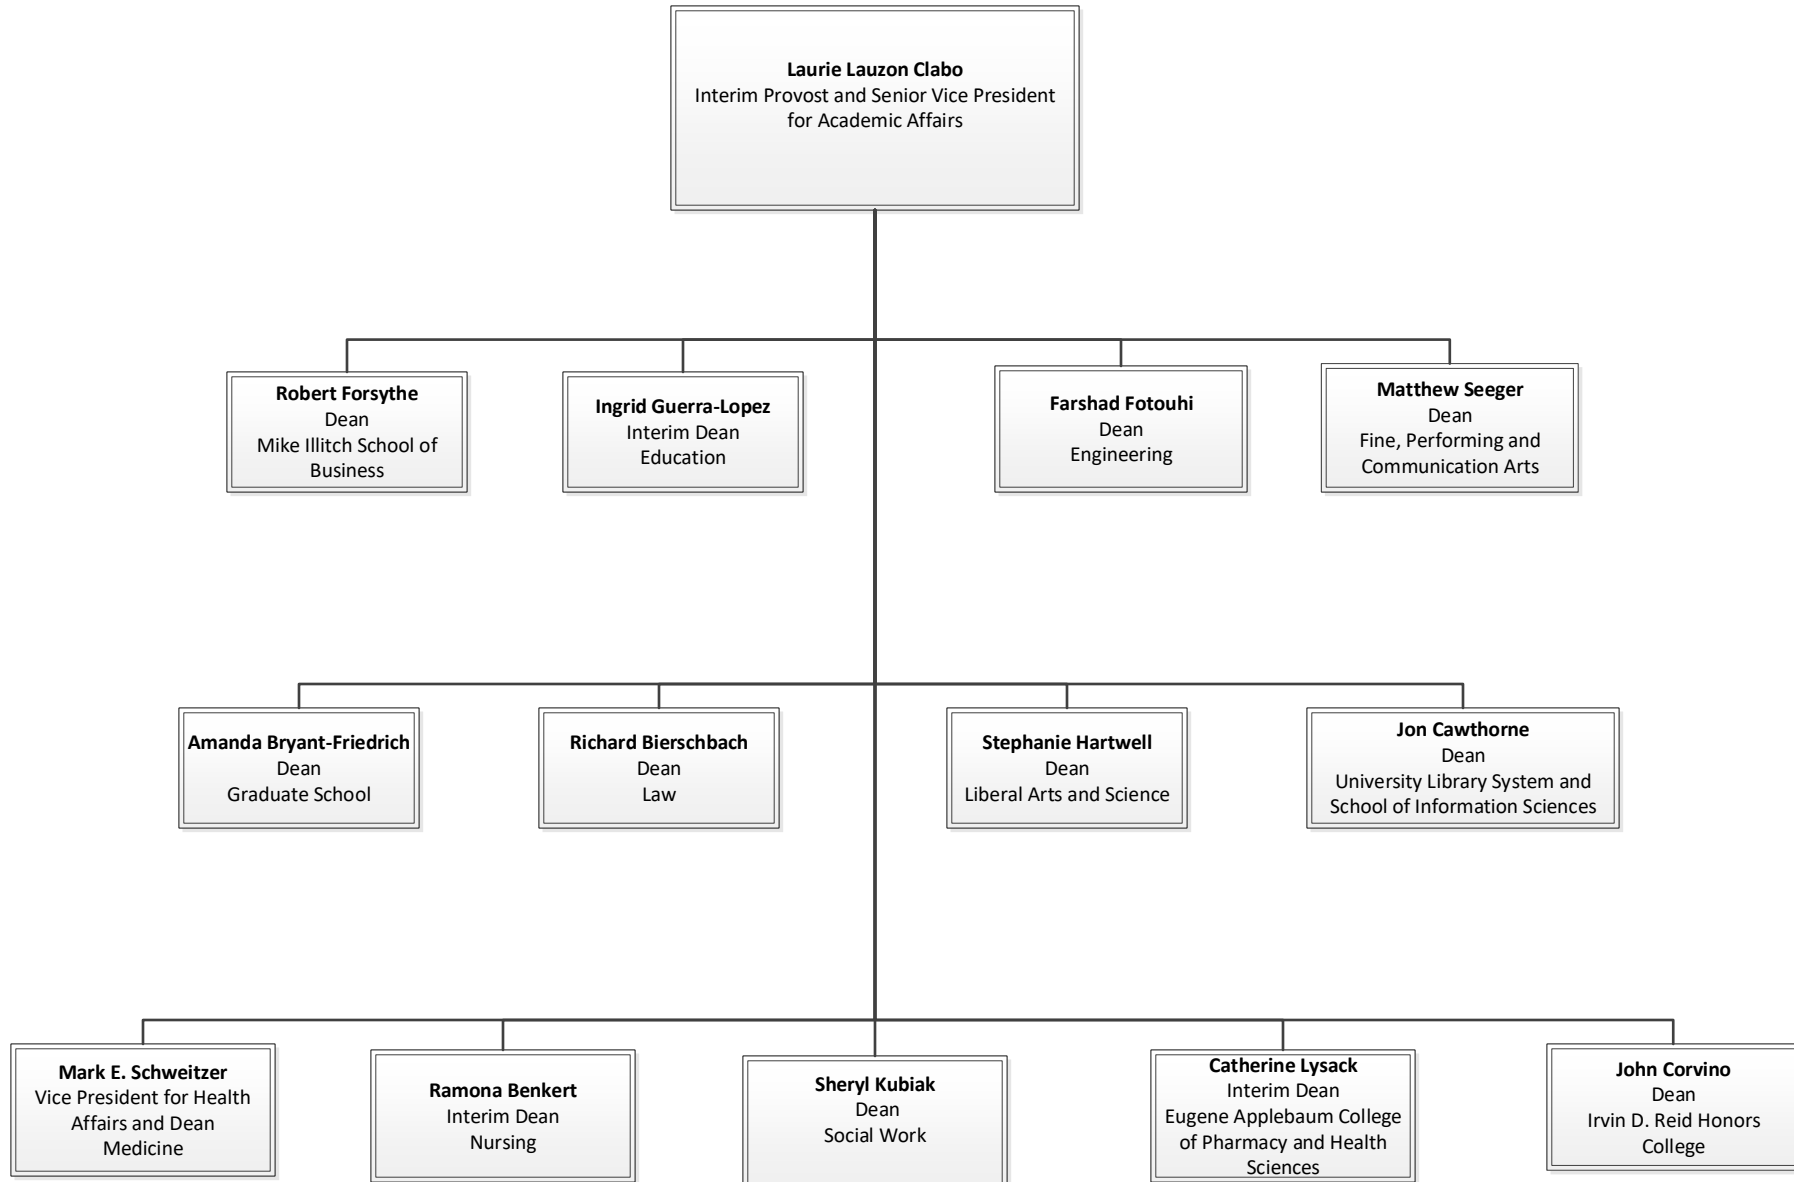 Laurie Lauzon Clabo
Interim Provost and Senior Vice President
for Academic Affairs
Robert Forsythe
Dean
Mike Illitch School of
Business
Ingrid Guerra-Lopez
Interim Dean
Education
Farshad Fotouhi
Dean
Engineering
Matthew Seeger
Dean
Fine, Performing and
Communication Arts
Amanda Bryant-Friedrich
Dean
Graduate School
Richard Bierschbach
Dean
Law
Stephanie Hartwell
Dean
Liberal Arts and Science
Jon Cawthorne
Dean
University Library System and
School of Information Sciences
Mark E. Schweitzer
Vice President for Health
Affairs and Dean
Medicine
Ramona Benkert
Interim Dean
Nursing
Sheryl Kubiak
Dean
Social Work
Catherine Lysack
Interim Dean
Eugene Applebaum College
of Pharmacy and Health
Sciences
John Corvino
Dean
Irvin D. Reid Honors
College